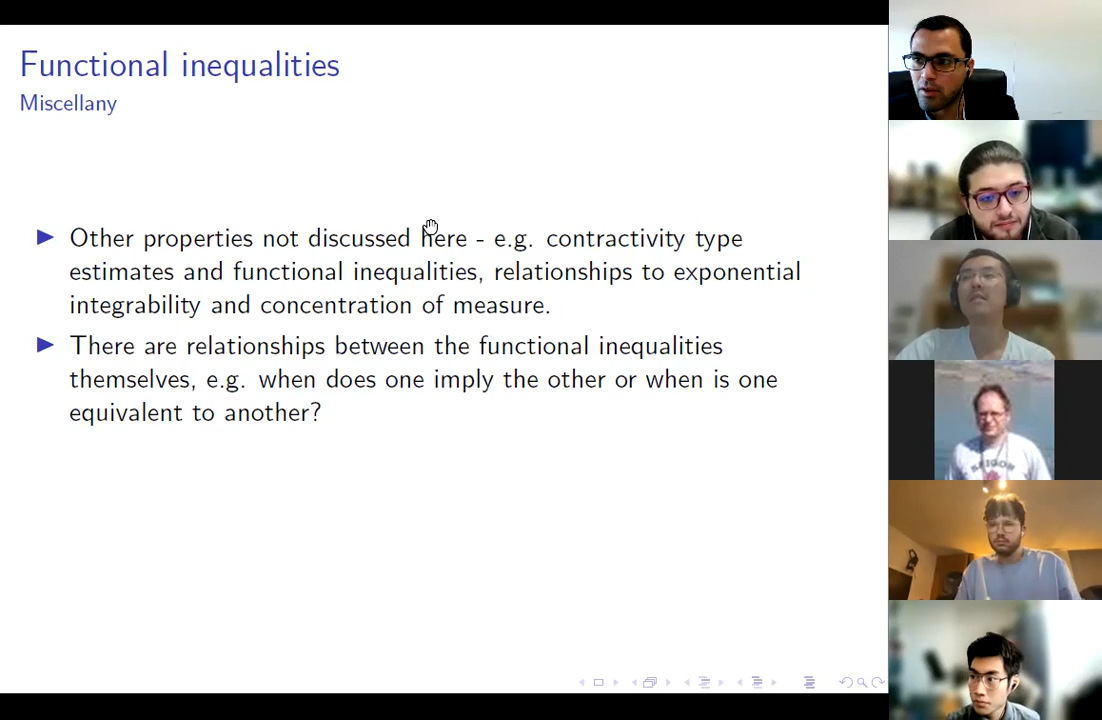 Functional inequalities
Miscellany
Other properties not discussed here - e.g. contractivity type
estimates and functional inequalities, relationships to exponential
integrability and concentration of measure.
There are relationships between the functional inequalities
themselves, e.g. when does one imply the other or when is one
equivalent to another?
SAIGON